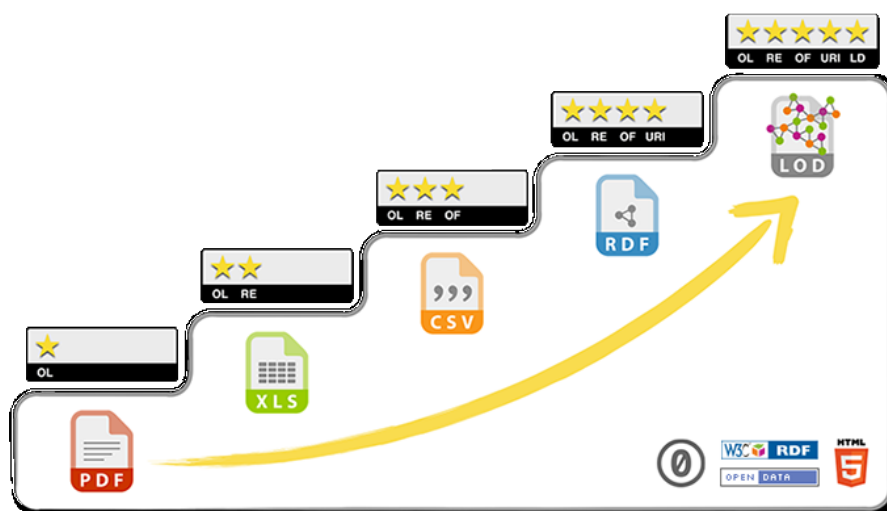 OL RE OF URI LD
OL RE OF URI
LOD
OL RE OF
RDF
OL RE
CSV
OL
XLS
PDF
0
W3C RDF
OPEN DATA
HTML
5